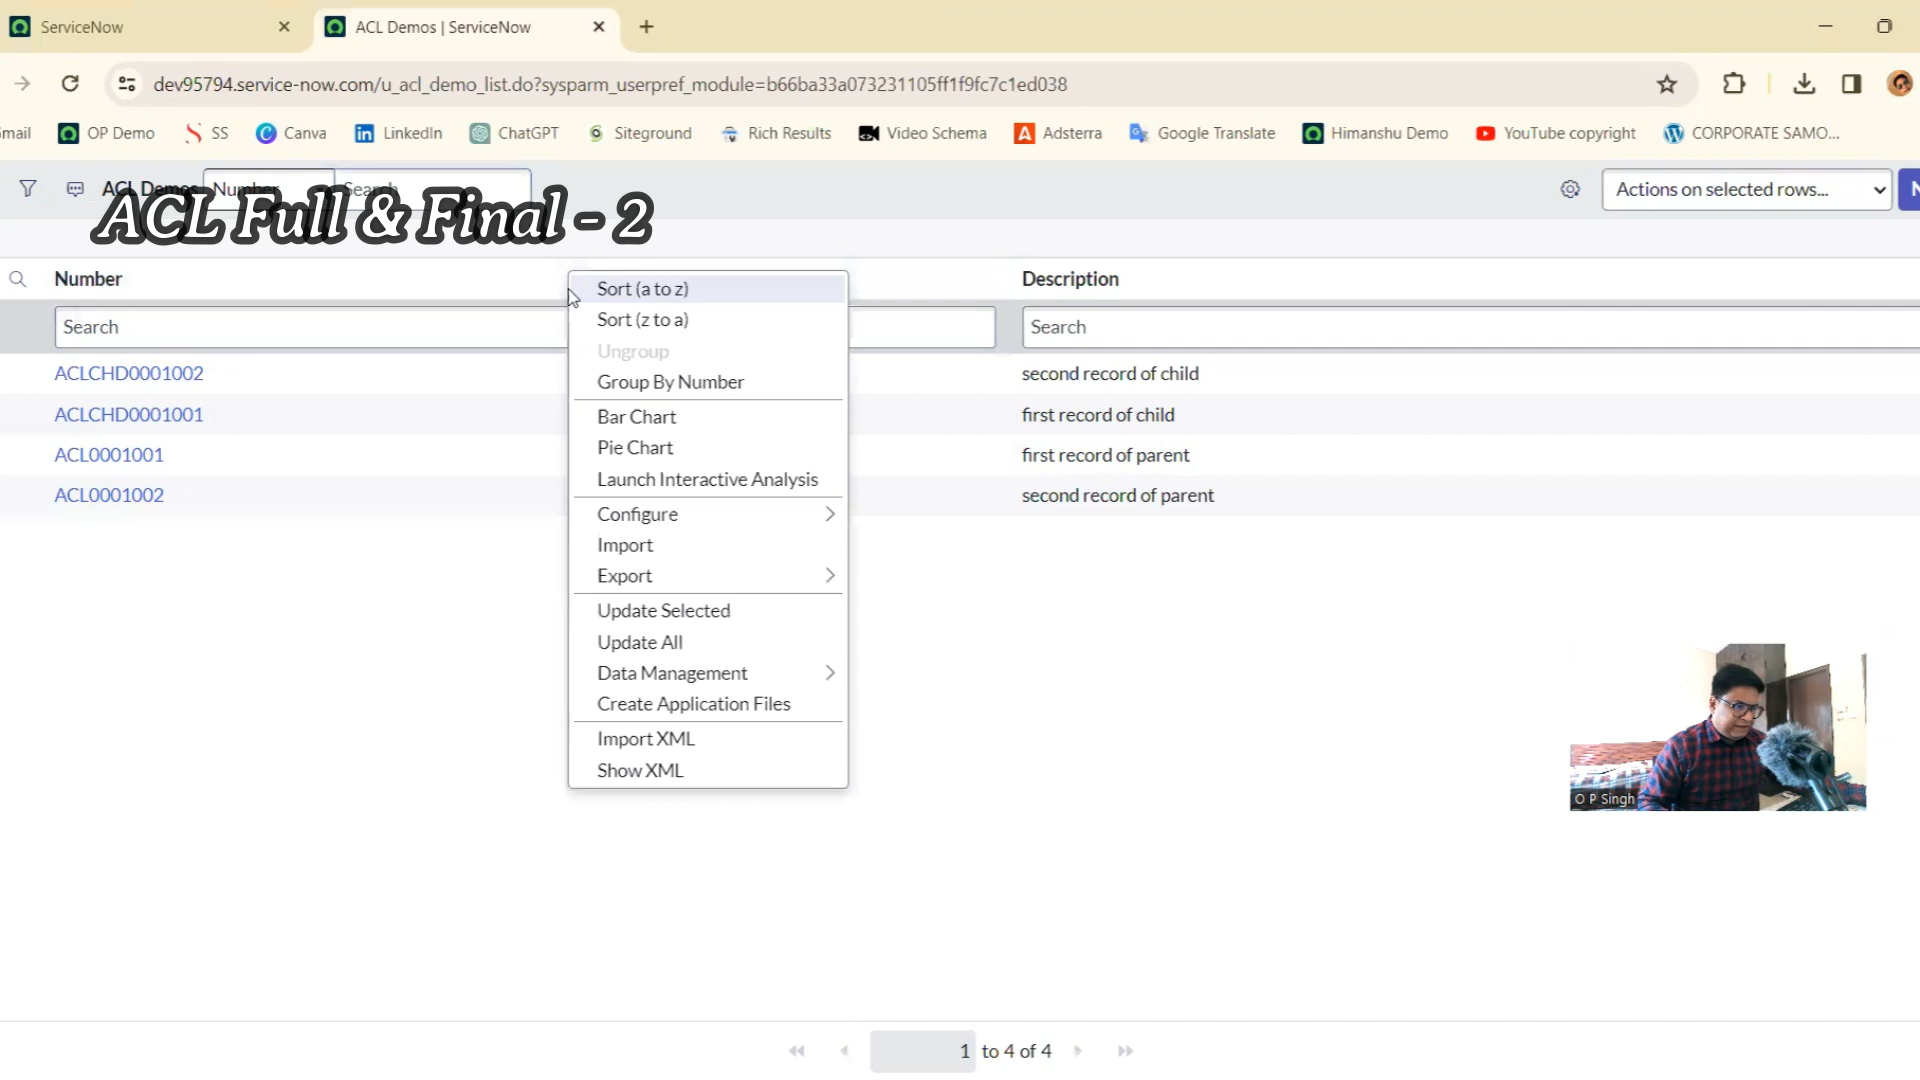 ServiceNow
ACL Demos | ServiceNow
dev95794.service-now.com/u_acl_demo_list.do?sysparm_userpref_module=b66ba33a073231105ff1f9fc7c1ed038
mail
OP Demo
SS
Canva
LinkedIn
ChatGPT
Siteground
Rich Results
Video Schema
Adsterra
Google Translate
Himanshu Demo
YouTube copyright
CORPORATE SAMO...
ACL Demos
Number
Search
Actions on selected rows...
N
ACL Full & Final - 2
Number
Description
Search
Search
ACLCHD0001002
second record of child
ACLCHD0001001
first record of child
ACL0001001
first record of parent
ACL0001002
second record of parent
Sort (a to z)
Sort (z to a)
Ungroup
Group By Number
Bar Chart
Pie Chart
Launch Interactive Analysis
Configure
Import
Export
Update Selected
Update All
Data Management
Create Application Files
Import XML
Show XML
O P Singh
1 to 4 of 4